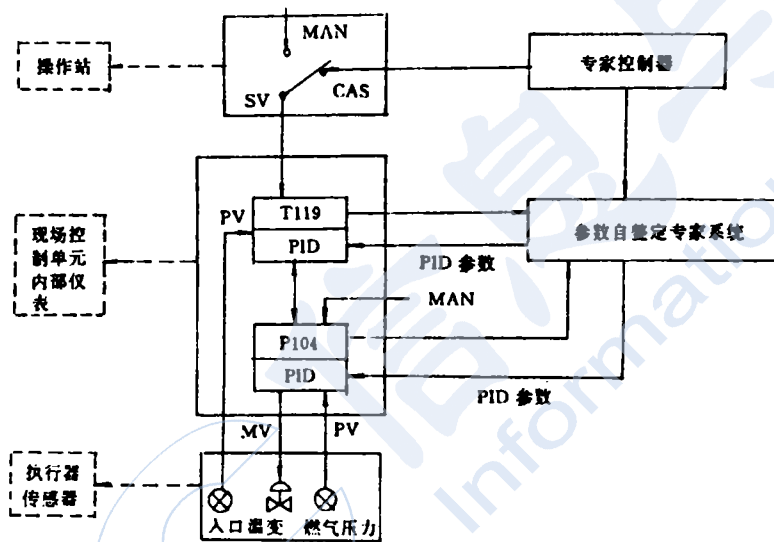 MAN
操作站
专家控制器
CAS
SV
PV
T119
PID
参数自整定专家系统
现场控
制单元
内部仪
表
PID 参数
MAN
P104
PID
PID 参数
MV
PV
执行器
传感器
入口温变
燃气压力
信息
Information